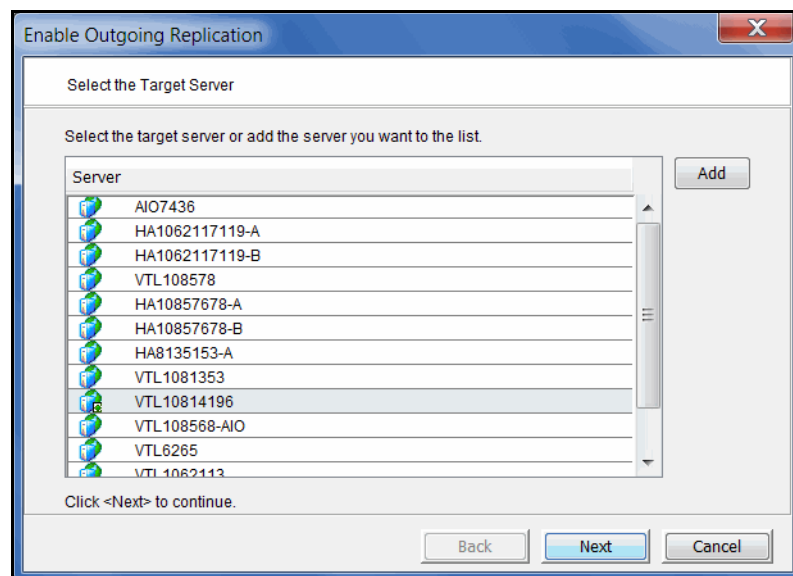 Enable Outgoing Replication
X
Select the Target Server
Select the target server or add the server you want to the list.
Server
Add
AIO7436
HA1062117119-A
HA1062117119-B
VTL108578
HA10857678-A
HA10857678-B
HA8135153-A
VTL1081353
VTL10814196
VTL108568-AIO
VTL6265
VTL1062113
Click <Next> to continue.
Back Next Cancel